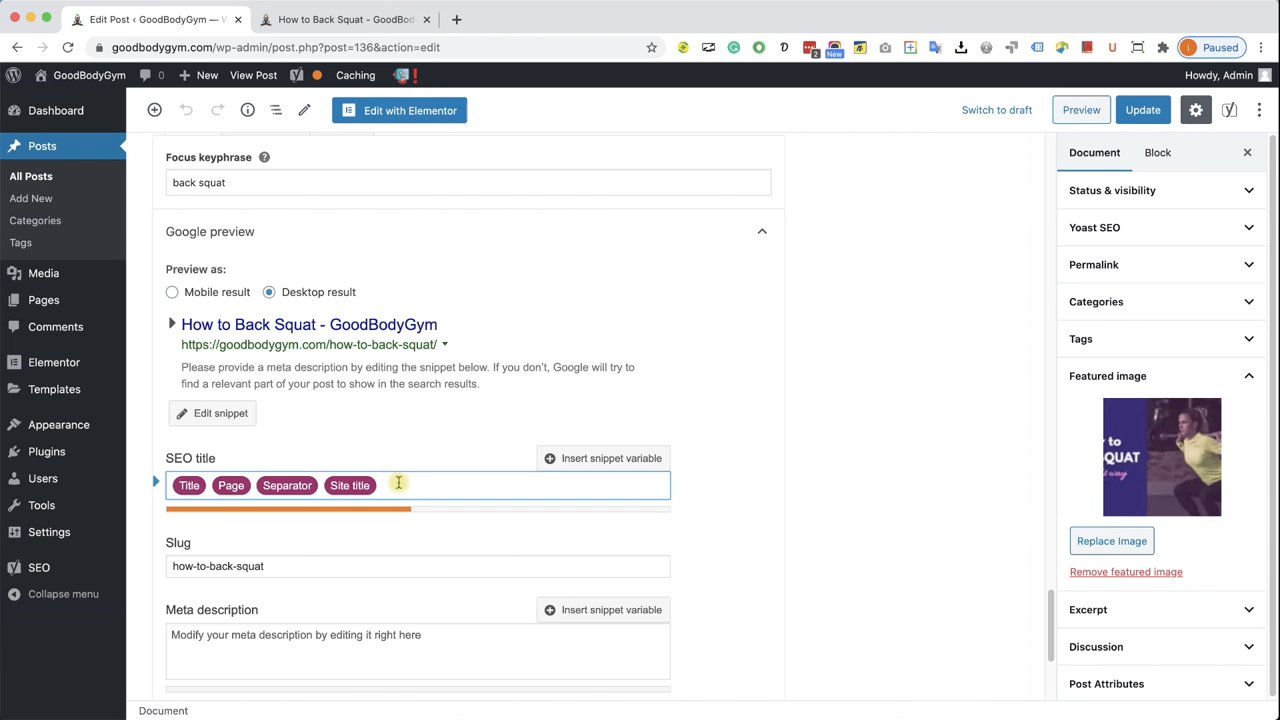 Edit Post ‹ GoodBodyGym — W
How to Back Squat - GoodBod
goodbodygym.com/wp-admin/post.php?post=136&action=edit
2
New
Paused
GoodBodyGym
0
New
View Post
Caching
!
Howdy, Admin
Dashboard
Posts
All Posts
Add New
Categories
Tags
Media
Pages
Comments
Elementor
Templates
Appearance
Plugins
Users
Tools
Settings
SEO
Collapse menu
Edit with Elementor
Switch to draft
Preview
Update
Focus keyphrase
back squat
Google preview
Preview as:
Mobile result
Desktop result
How to Back Squat - GoodBodyGym
https://goodbodygym.com/how-to-back-squat/
Please provide a meta description by editing the snippet below. If you don't, Google will try to
find a relevant part of your post to show in the search results.
Edit snippet
SEO title
Insert snippet variable
Title Page Separator Site title
Slug
how-to-back-squat
Meta description
Insert snippet variable
Modify your meta description by editing it right here
Document
Document
Block
Status & visibility
Yoast SEO
Permalink
Categories
Tags
Featured image
to
QUAT
way
Replace Image
Remove featured image
Excerpt
Discussion
Post Attributes